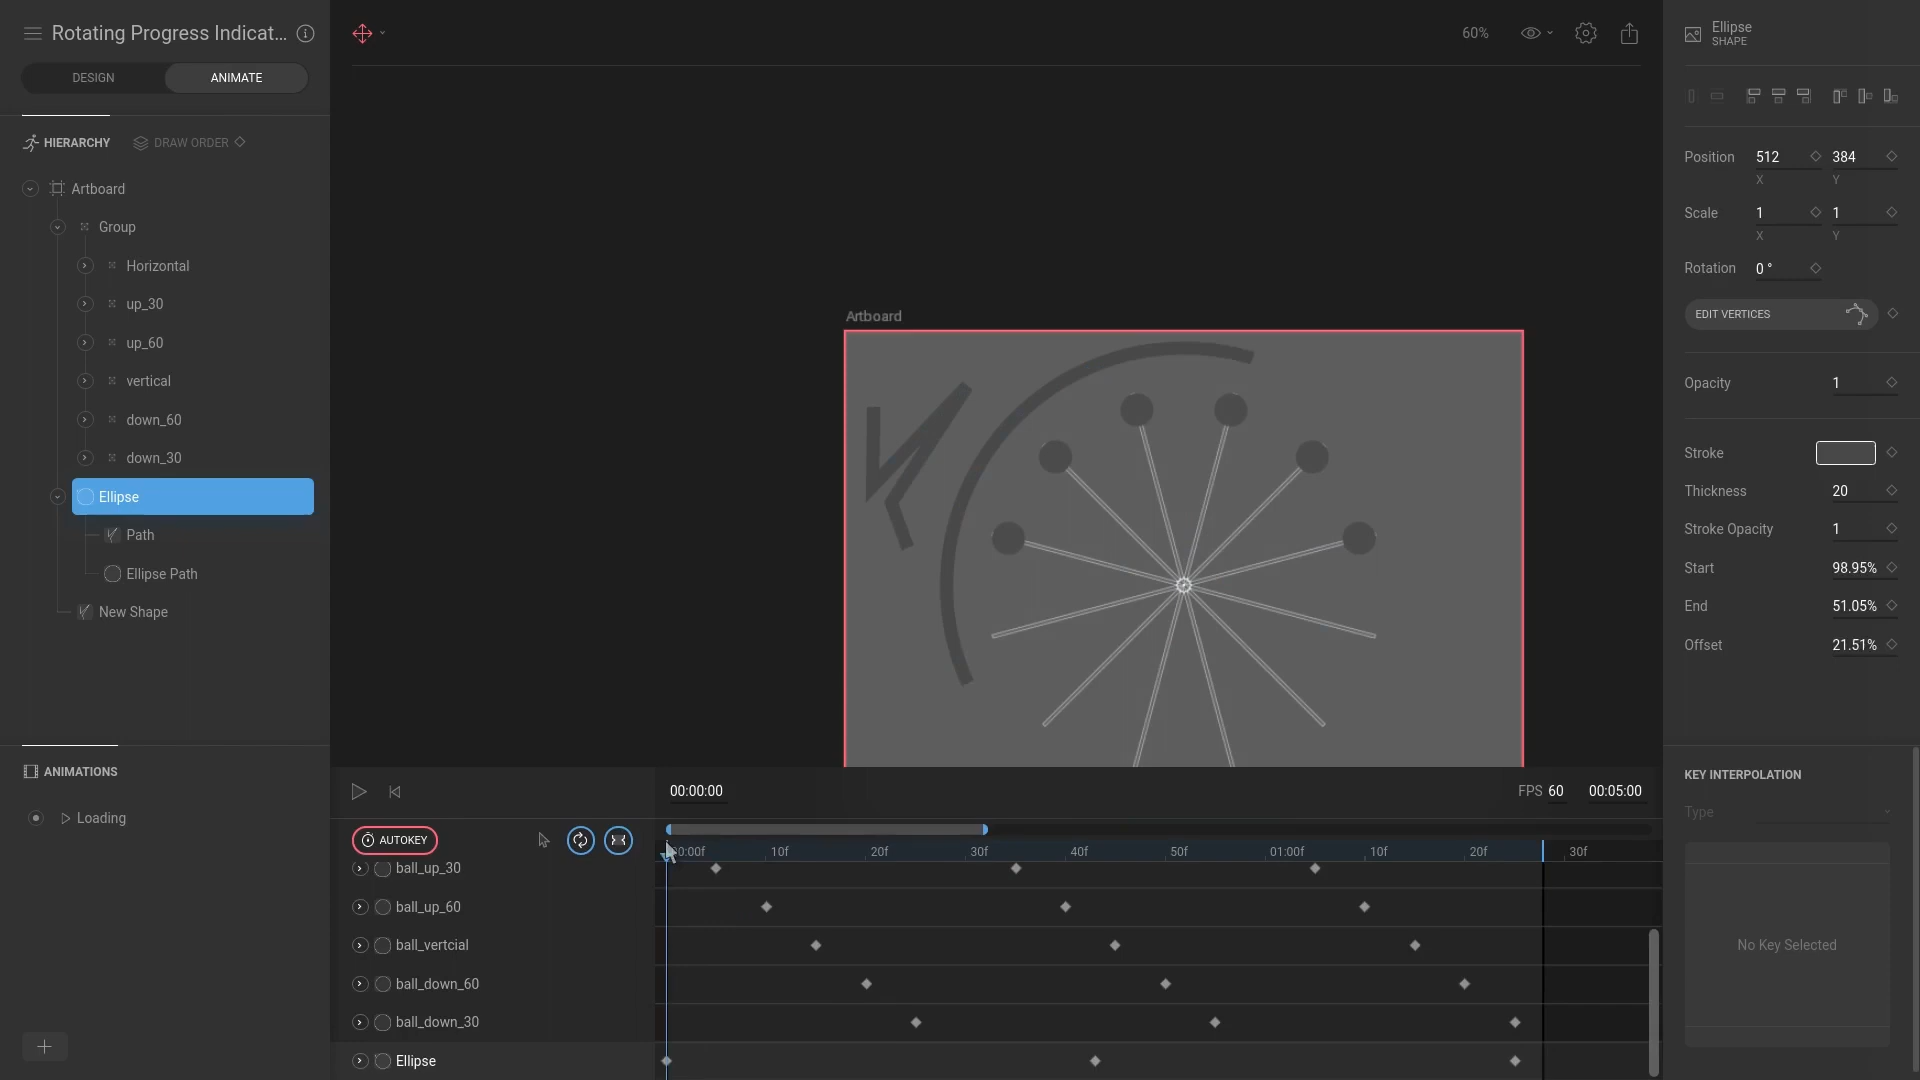 Rotating Progress Indicat...
DESIGN
ANIMATE
HIERARCHY
DRAW ORDER
Artboard
Group
Horizontal
up_30
up_60
vertical
down_60
down_30
Ellipse
Path
Ellipse Path
New Shape
ANIMATIONS
Loading
60%
Artboard
00:00:00
FPS 60
00:05:00
AUTOKEY
0:00f 10f 20f 30f 40f 50f 01:00f 10f 20f 30f
ball_up_30
ball_up_60
ball_vertcial
ball_down_60
ball_down_30
Ellipse
Ellipse
SHAPE
Position 512 384
X Y
Scale 1 1
X Y
Rotation 0 °
EDIT VERTICES
Opacity 1
Stroke
Thickness 20
Stroke Opacity 1
Start 98.95%
End 51.05%
Offset 21.51%
KEY INTERPOLATION
Type
No Key Selected